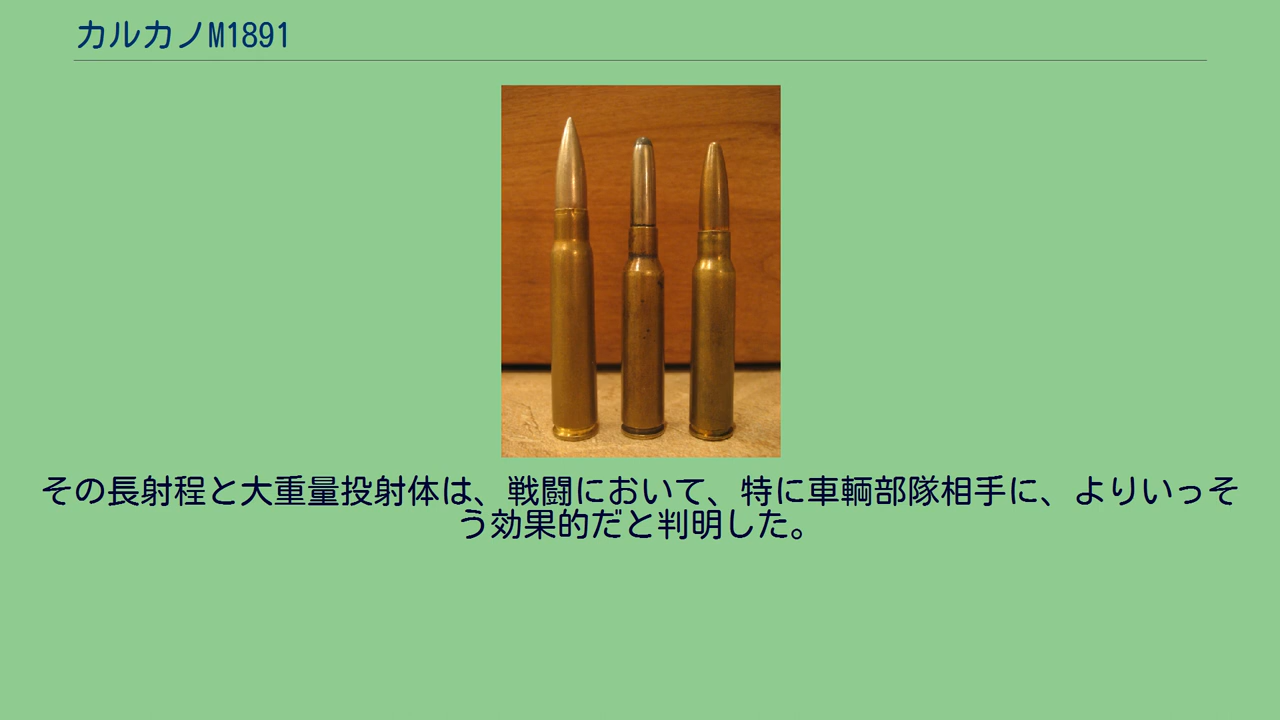 カルカノM1891
その長射程と大重量投射体は、戦闘において、特に車輌部隊相手に、よりいっそ
う効果的だと判明した。